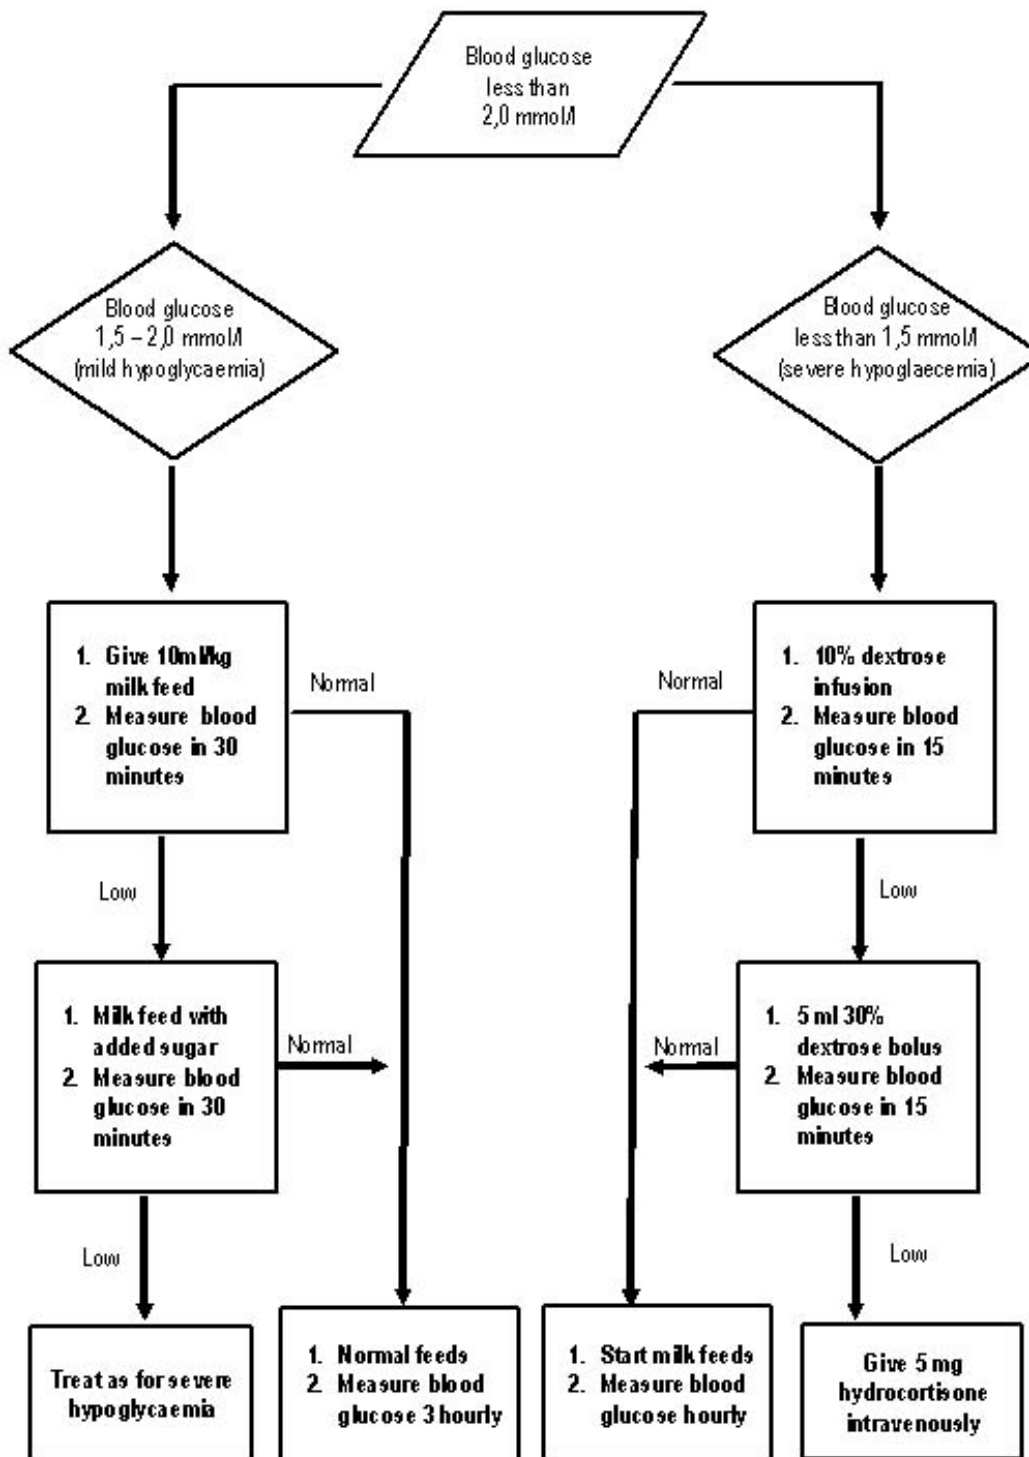 Blood glucose
less than
2,0 mmol/l
Blood glucose
1,5 – 2,0 mmol/l
(mild hypoglycaemia)
Blood glucose
less than 1,5 mmol/l
(severe hypoglaecemia)
1. Give 10ml/kg
milk feed
2. Measure blood
glucose in 30
minutes
Normal
Normal
1. 10% dextrose
infusion
2. Measure blood
glucose in 15
minutes
Low
Low
1. Milk feed with
added sugar
2. Measure blood
glucose in 30
minutes
Normal
Normal
1. 5 ml 30%
dextrose bolus
2. Measure blood
glucose in 15
minutes
Low
Low
Treat as for severe
hypoglycaemia
1. Normal feeds
2. Measure blood
glucose 3 hourly
1. Start milk feeds
2. Measure blood
glucose hourly
Give 5 mg
hydrocortisone
intravenously